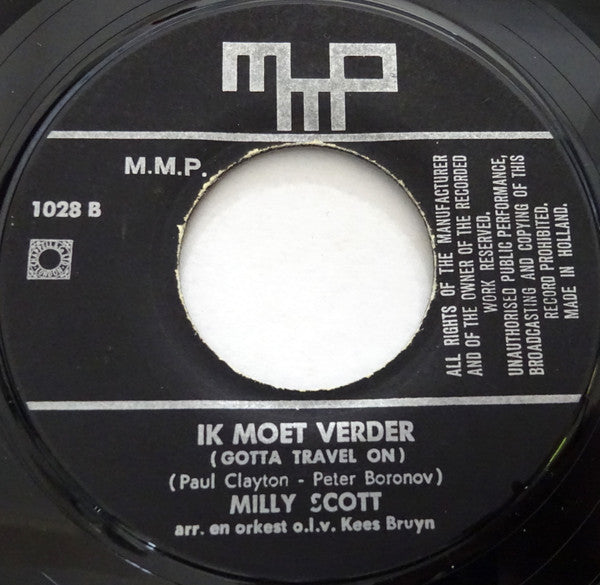 mmp
M.M.P.
1028 B
ALL RIGHTS OF THE MANUFACTURER
AND OF THE OWNER OF THE RECORDED
WORK RESERVED.
UNAUTHORISED PUBLIC PERFORMANCE,
BROADCASTING AND COPYING OF THIS
RECORD PROHIBITED.
MADE IN HOLLAND.
IK MOET VERDER
(GOTTA TRAVEL ON)
(Paul Clayton - Peter Boronov)
MILLY SCOTT
arr. en orkest o.l.v. Kees Bruyn